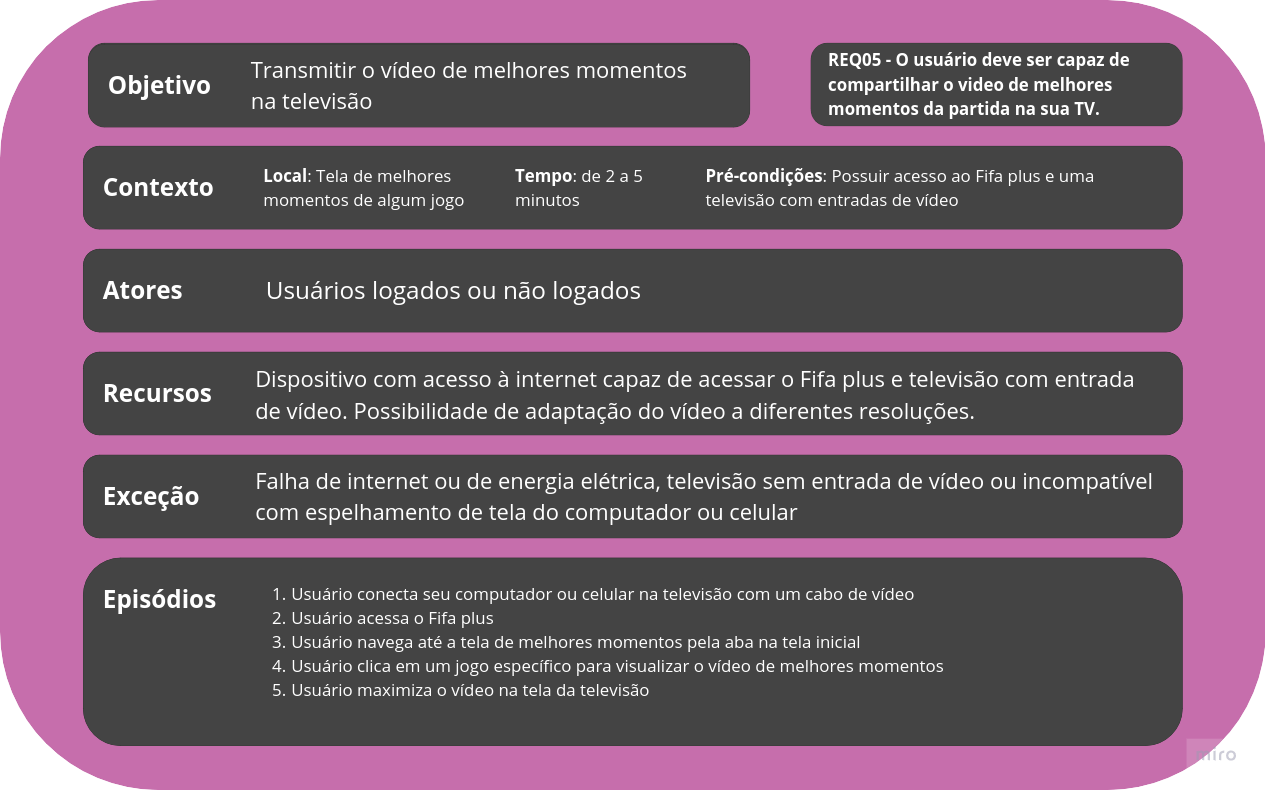 Objetivo
Transmitir o vídeo de melhores momentos
na televisão
REQ05 - O usuário deve ser capaz de
compartilhar o video de melhores
momentos da partida na sua TV.
Contexto
Local: Tela de melhores
momentos de algum jogo
Tempo: de 2 a 5
minutos
Pré-condições: Possuir acesso ao Fifa plus e uma
televisão com entradas de vídeo
Atores
Usuários logados ou não logados
Recursos
Dispositivo com acesso à internet capaz de acessar o Fifa plus e televisão com entrada
de vídeo. Possibilidade de adaptação do vídeo a diferentes resoluções.
Exceção
Falha de internet ou de energia elétrica, televisão sem entrada de vídeo ou incompatível
com espelhamento de tela do computador ou celular
Episódios
1. Usuário conecta seu computador ou celular na televisão com um cabo de vídeo
2. Usuário acessa o Fifa plus
3. Usuário navega até a tela de melhores momentos pela aba na tela inicial
4. Usuário clica em um jogo específico para visualizar o vídeo de melhores momentos
5. Usuário maximiza o vídeo na tela da televisão
miro